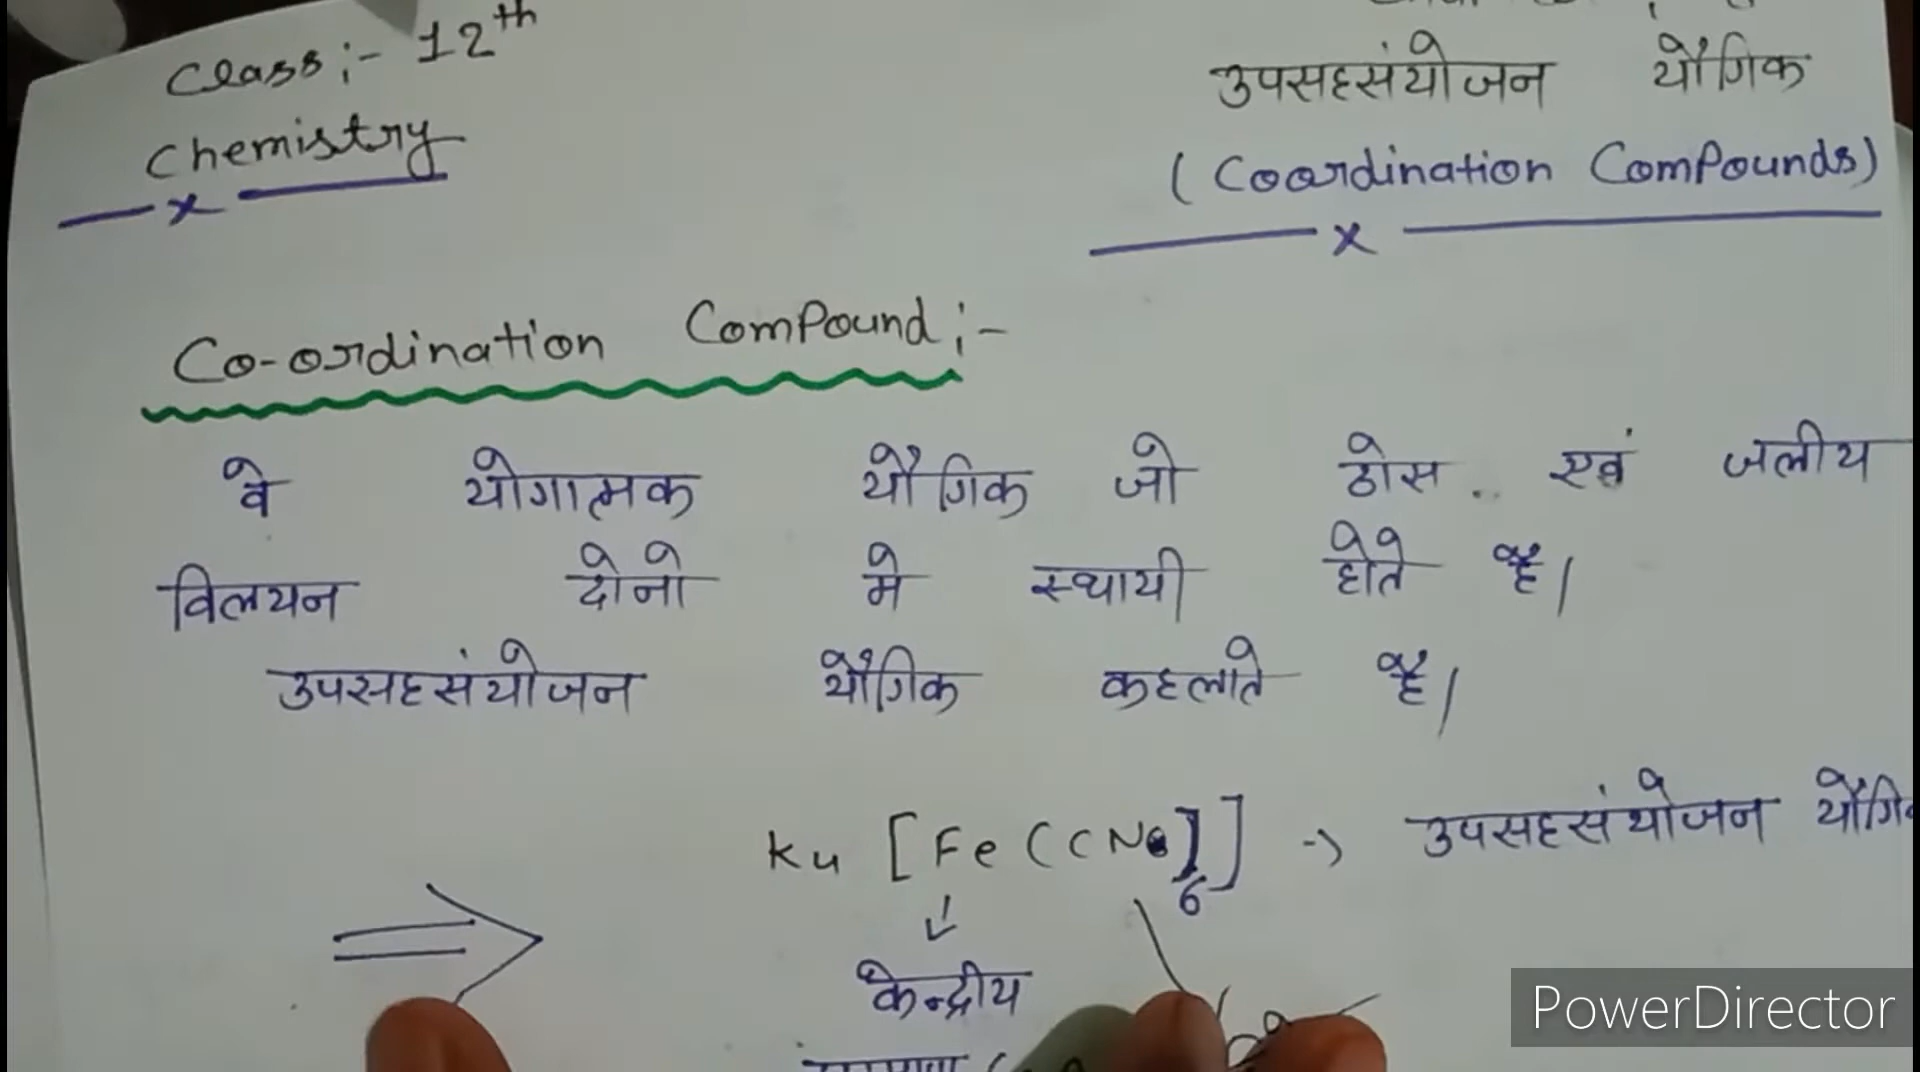 Class:- 12th
Chemistry
उपसहसंयोजन यौगिक
(Coordination Compounds)
Co-ordination Compound:-
वे योगात्मक यौगिक जो ठोस एवं जलीय
विलयन दोनो मे स्थायी होते है।
उपसहसंयोजन यौगिक कहलाते है।
K4 [Fe(CN)6] → उपसहसंयोजन यौगि
केन्द्रीय
PowerDirector